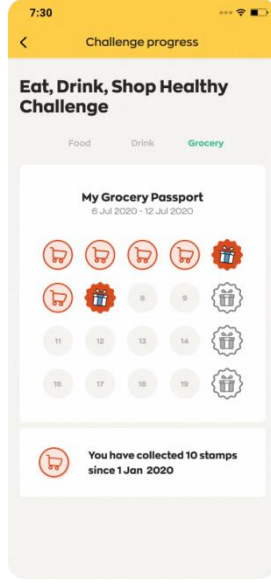 7:30
Challenge progress
Eat, Drink, Shop Healthy
Challenge
Food Drink Grocery
My Grocery Passport
6 Jul 2020 - 12 Jul 2020
8 9
11 12 13 14
16 17 18 19
You have collected 10 stamps
since 1 Jan 2020